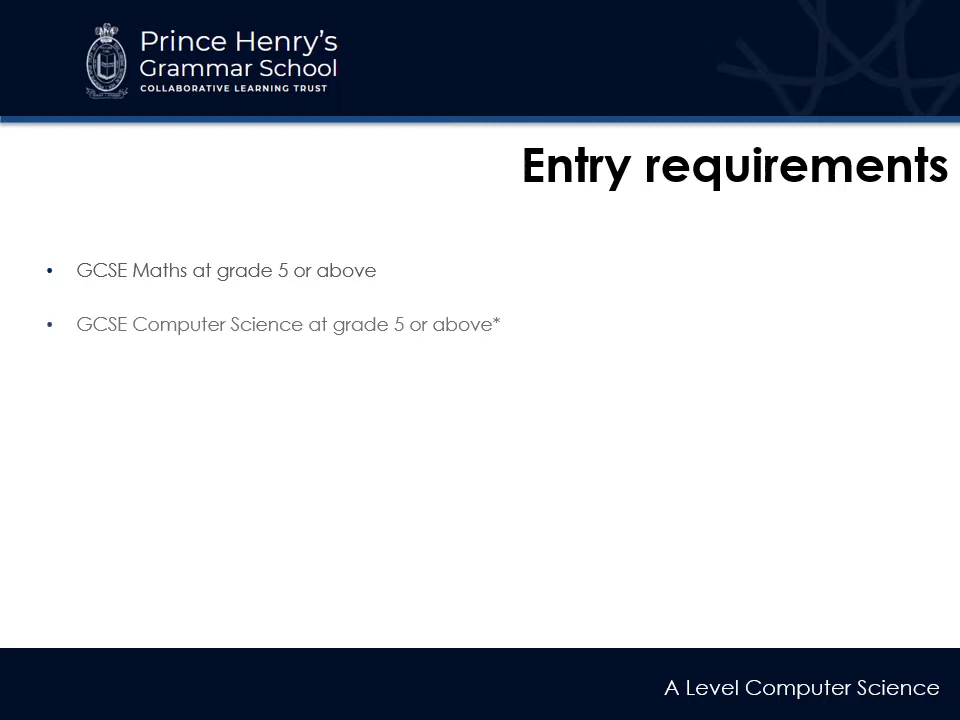 Prince Henry's
Grammar School
COLLABORATIVE LEARNING TRUST
Entry requirements
• GCSE Maths at grade 5 or above
• GCSE Computer Science at grade 5 or above*
A Level Computer Science